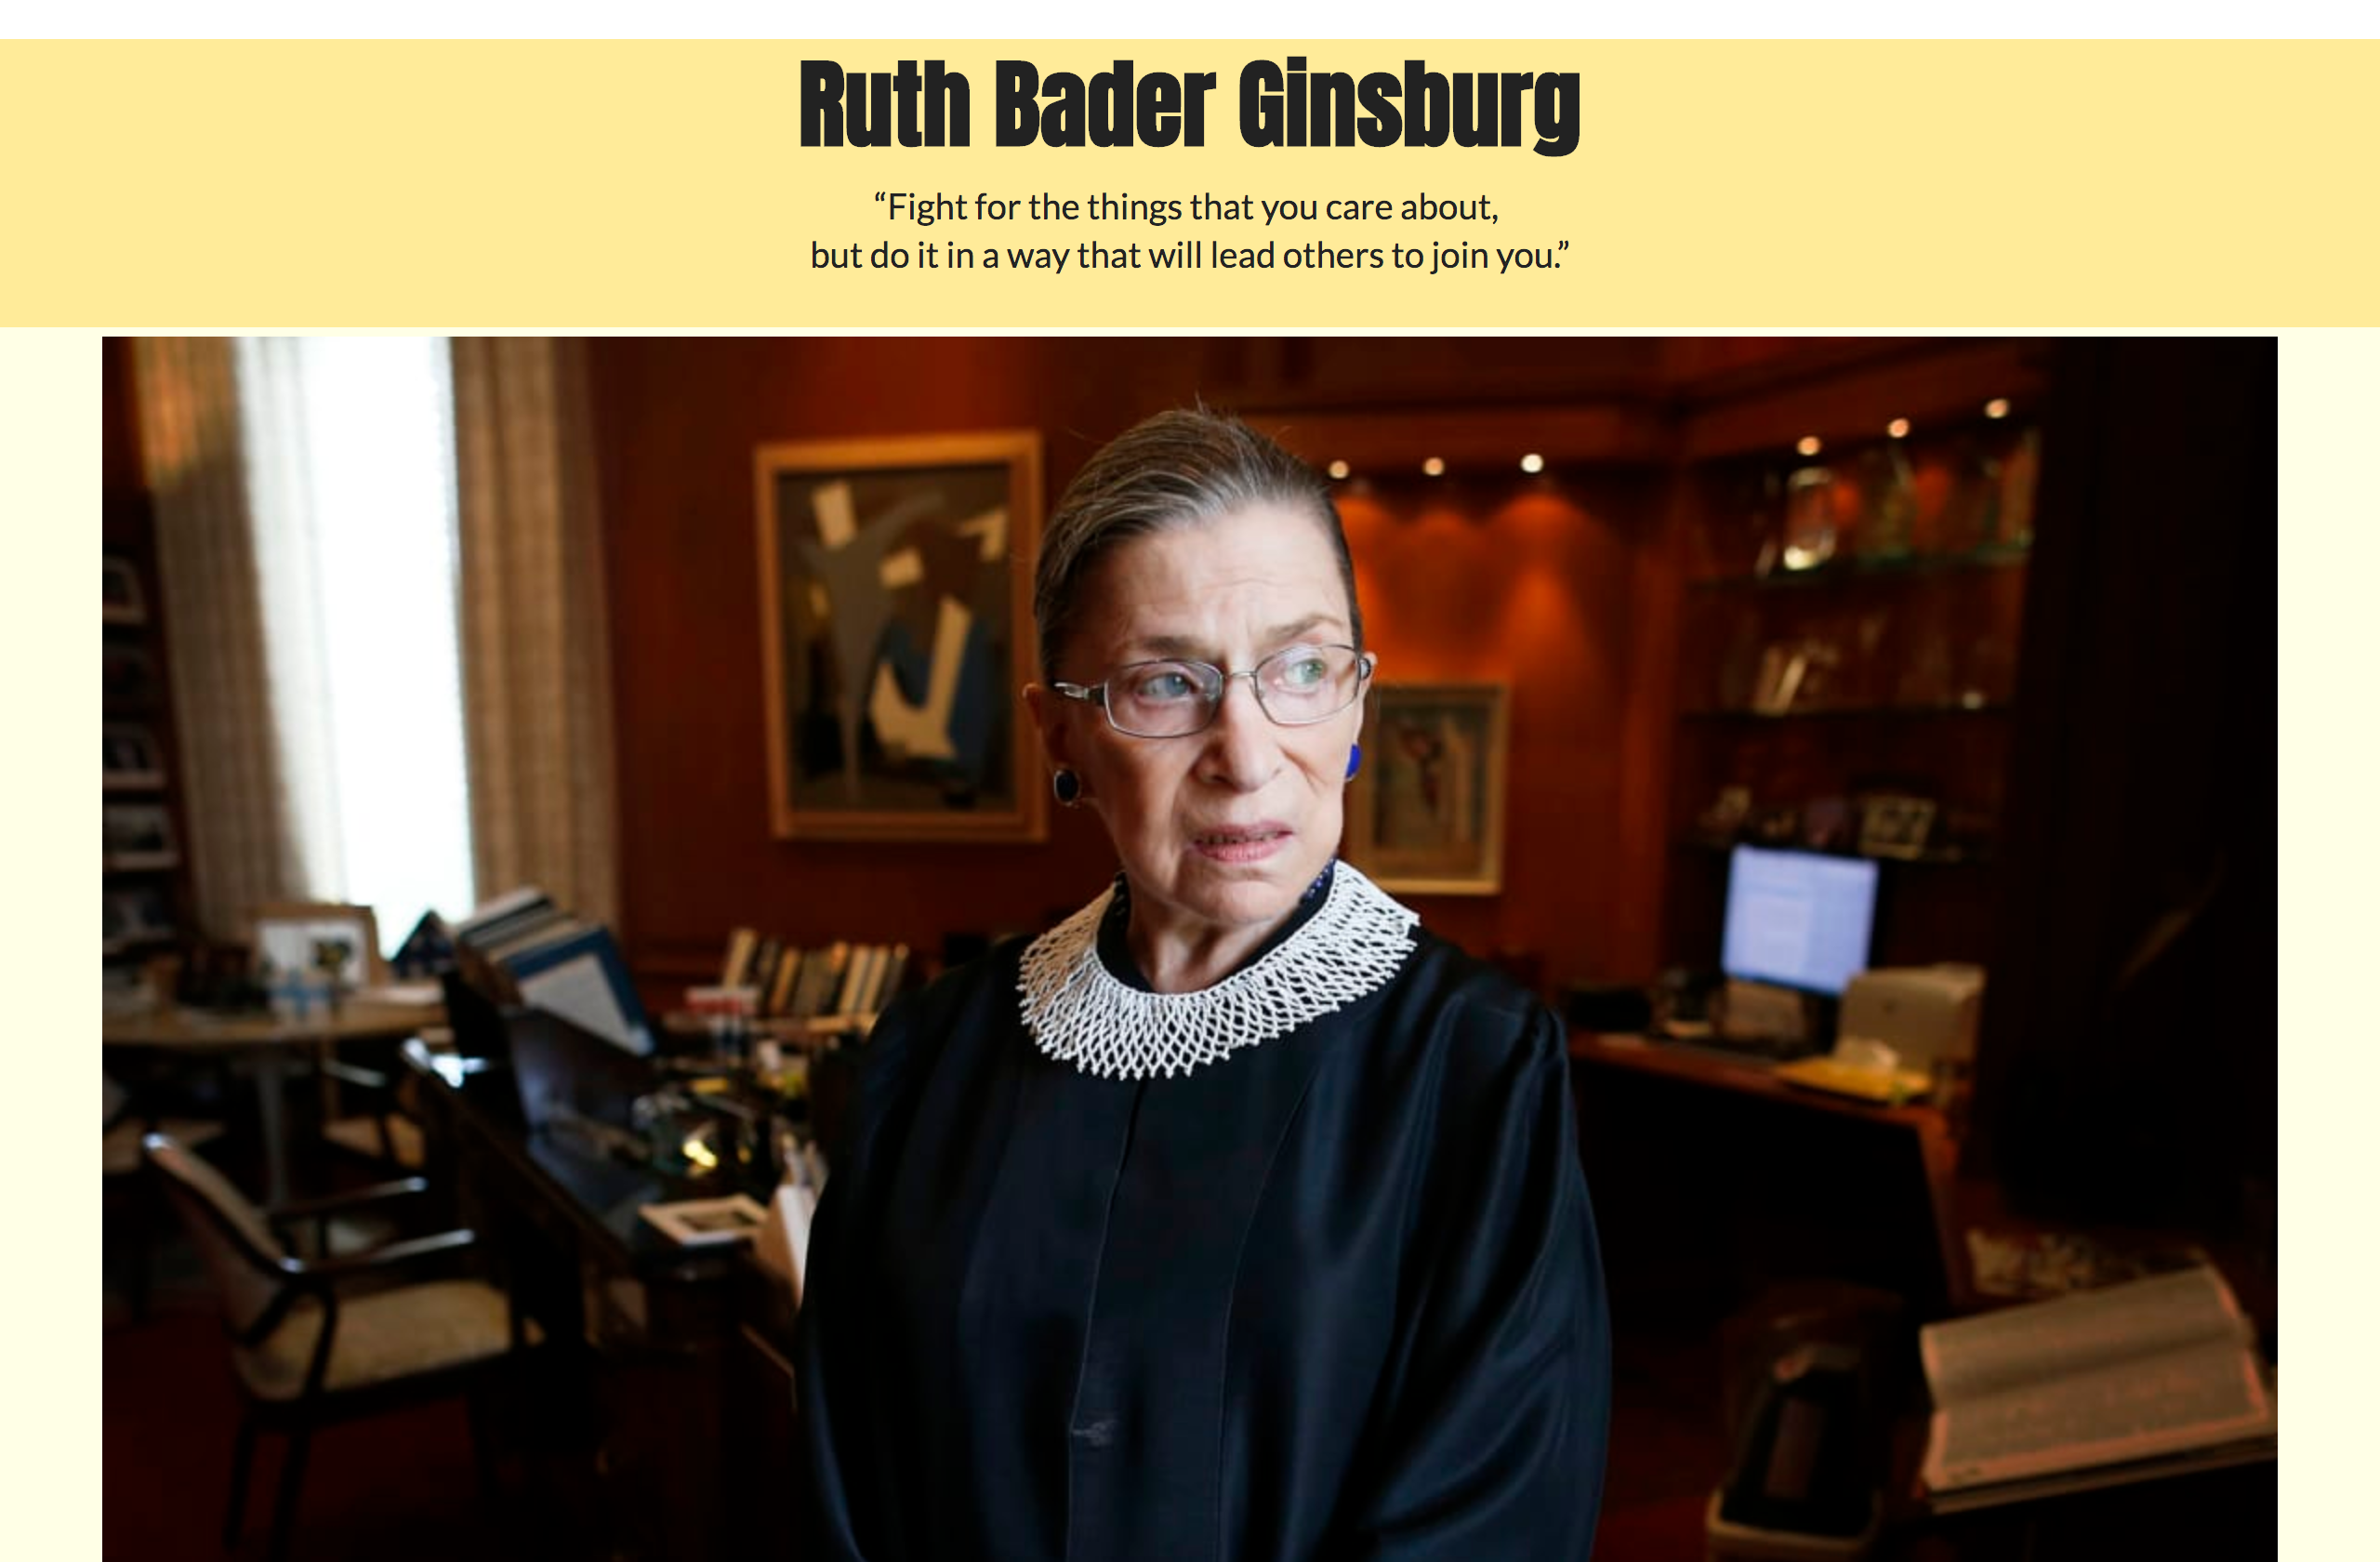 Ruth Bader Ginsburg
“Fight for the things that you care about,
but do it in a way that will lead others to join you.”